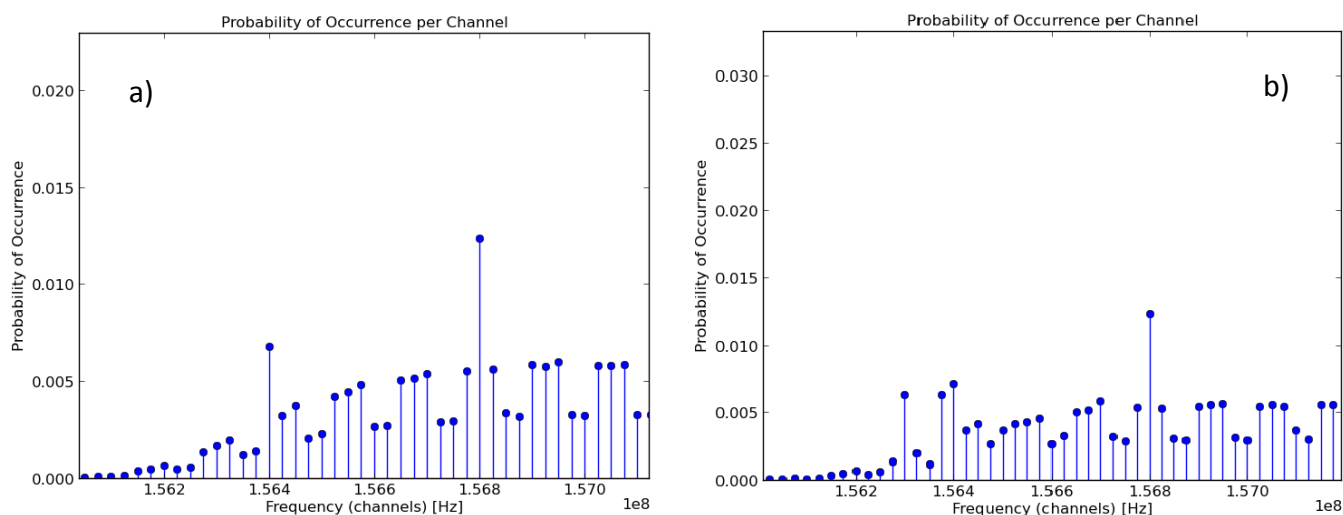 Probability of Occurrence per Channel
a)
0.020
0.015
0.010
0.005
0.000
Probability of Occurrence
1.562 1.564 1.566 1.568 1.570
Frequency (channels) [Hz]
1e8
Probability of Occurrence per Channel
b)
0.030
0.025
0.020
0.015
0.010
0.005
0.000
Probability of Occurrence
1.562 1.564 1.566 1.568 1.570
Frequency (channels) [Hz]
1e8